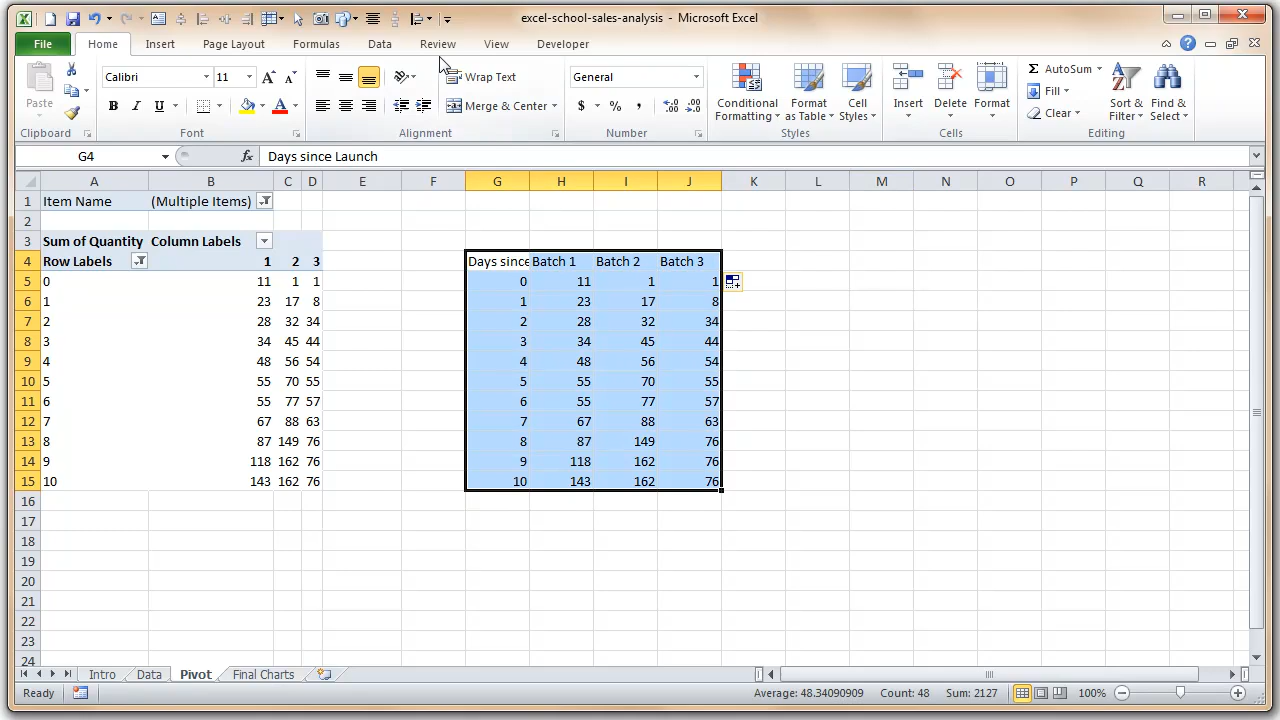 excel-school-sales-analysis - Microsoft Excel
File Home Insert Page Layout Formulas Data Review View Developer
Calibri 11 Wrap Text General AutoSum
Paste Conditional Formatting Format as Table Cell Styles Insert Delete Format Fill Sort & Filter Find & Select
B I U Merge & Center $ % , Clear
Clipboard Font Alignment Number Styles Cells Editing
G4 fx Days since Launch
A B C D E F G H I J K L M N O P Q R
1 Item Name (Multiple Items)
2
3 Sum of Quantity Column Labels
4 Row Labels 1 2 3 Days since Batch 1 Batch 2 Batch 3
5 0 11 1 1 0 11 1 1
6 1 23 17 8 1 23 17 8
7 2 28 32 34 2 28 32 34
8 3 34 45 44 3 34 45 44
9 4 48 56 54 4 48 56 54
10 5 55 70 55 5 55 70 55
11 6 55 77 57 6 55 77 57
12 7 67 88 63 7 67 88 63
13 8 87 149 76 8 87 149 76
14 9 118 162 76 9 118 162 76
15 10 143 162 76 10 143 162 76
16
17
18
19
20
21
22
23
24
Intro Data Pivot Final Charts
Ready Average: 48.34090909 Count: 48 Sum: 2127 100%